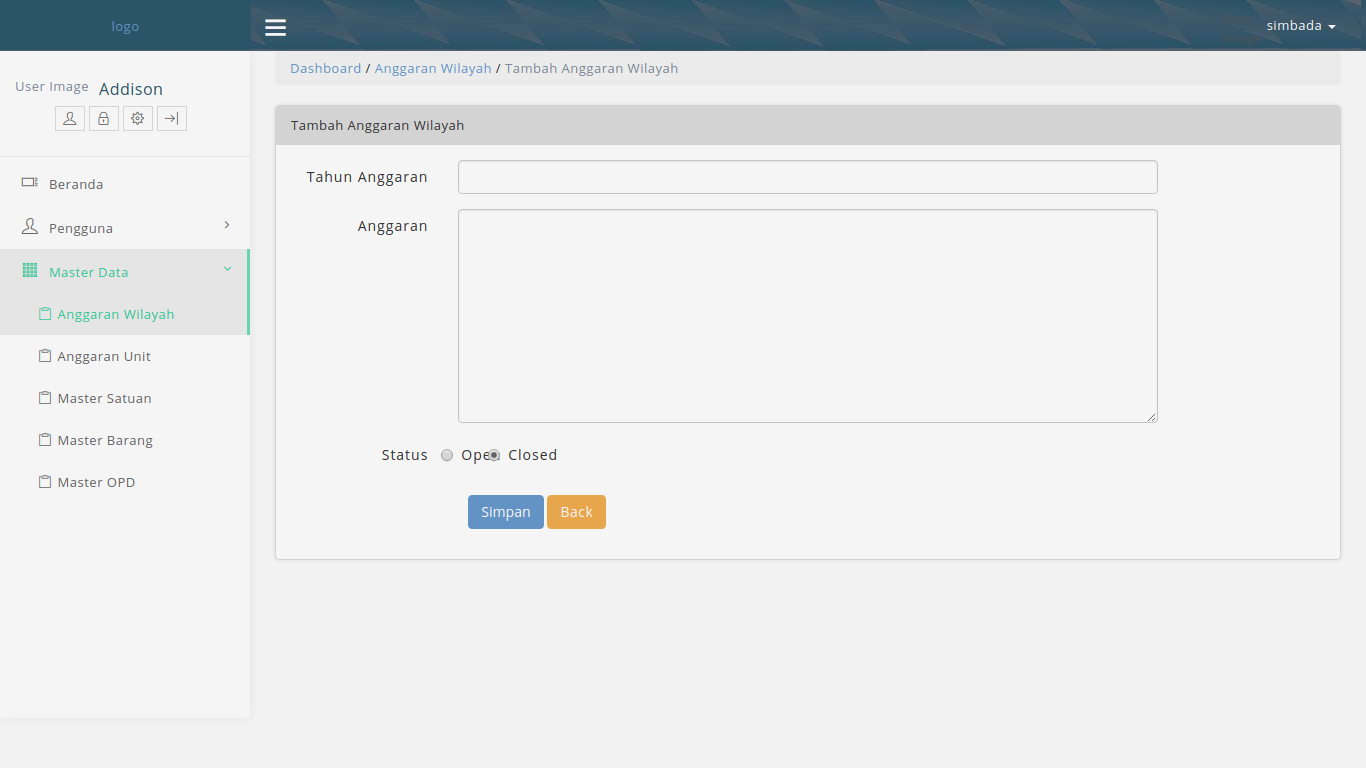 logo
simbada
User Image Addison
Dashboard / Anggaran Wilayah / Tambah Anggaran Wilayah
Beranda
Pengguna
Master Data
Anggaran Wilayah
Anggaran Unit
Master Satuan
Master Barang
Master OPD
Tambah Anggaran Wilayah
Tahun Anggaran
Anggaran
Status Open Closed
Simpan Back